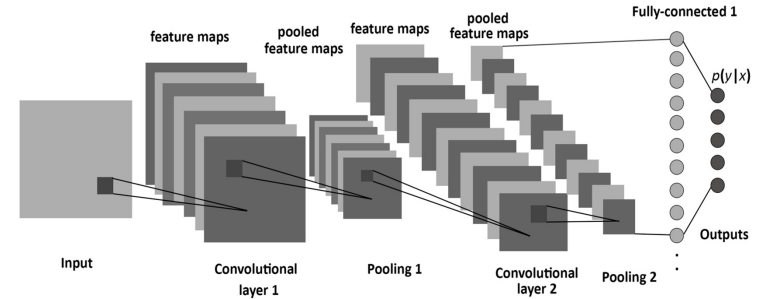 Fully-connected 1
feature maps
pooled
feature maps
feature maps
pooled
feature maps
p(y|x)
Input
Convolutional
layer 1
Pooling 1
Convolutional
layer 2
Pooling 2
Outputs